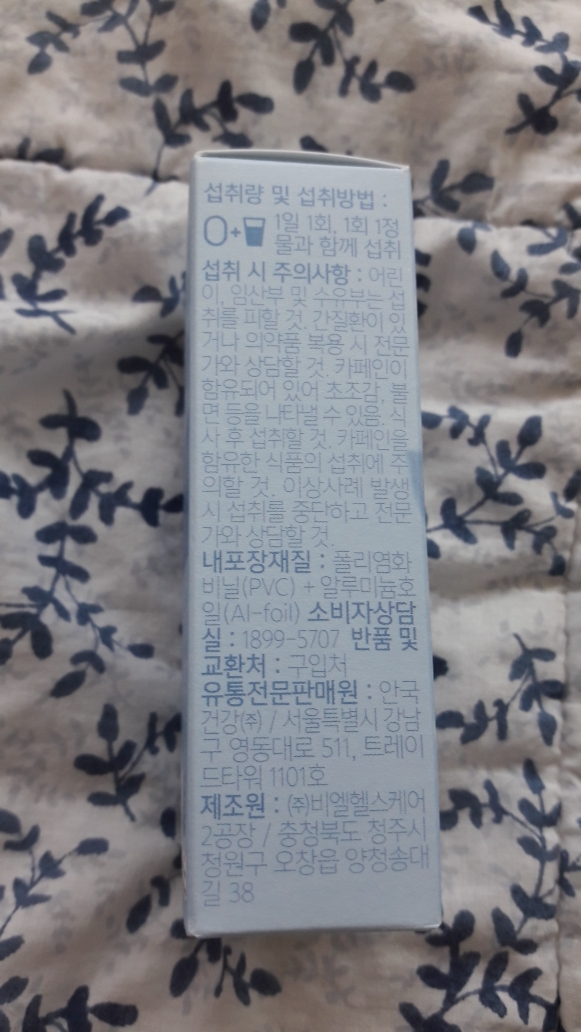 섭취량 및 섭취방법 :
1일 1회, 1회 1정
물과 함께 섭취
섭취 시 주의사항 : 어린
이, 임산부 및 수유부는 섭
취를 피할 것. 간질환이 있
거나 의약품 복용 시 전문
가와 상담할 것. 카페인이
함유되어 있어 초조감, 불
면 등을 나타낼 수 있음. 식
사 후 섭취할 것. 카페인을
함유한 식품의 섭취에 주
의할 것. 이상사례 발생
시 섭취를 중단하고 전문
가와 상담할 것.
내포장재질 : 폴리염화
비닐(PVC) + 알루미늄호
일(Al-foil) 소비자상담
실 : 1899-5707 반품 및
교환처 : 구입처
유통전문판매원 : 안국
건강㈜ / 서울특별시 강남
구 영동대로 511, 트레이
드타워 1101호
제조원 : ㈜비엘헬스케어
2공장 / 충청북도 청주시
청원구 오창읍 양청송대
길 38